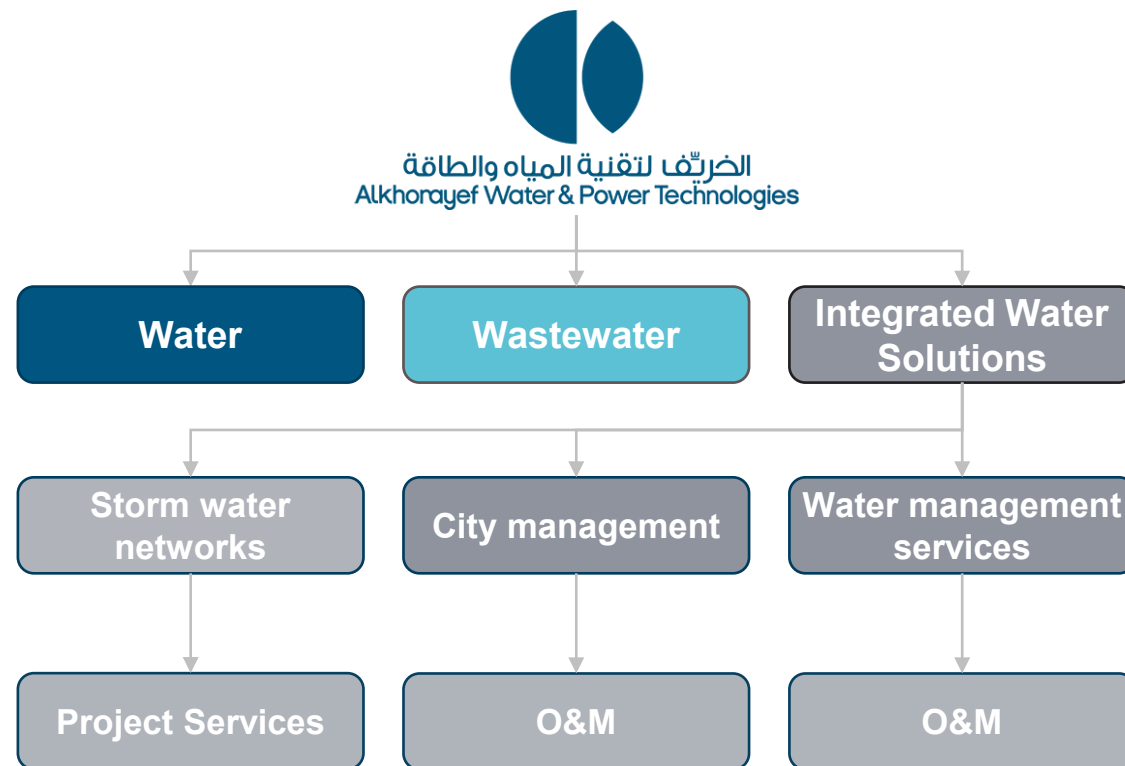 الخريّف لتقنية المياه والطاقة
Alkhorayef Water & Power Technologies
Water
Wastewater
Integrated Water
Solutions
Storm water
networks
City management
Water management
services
Project Services
O&M
O&M